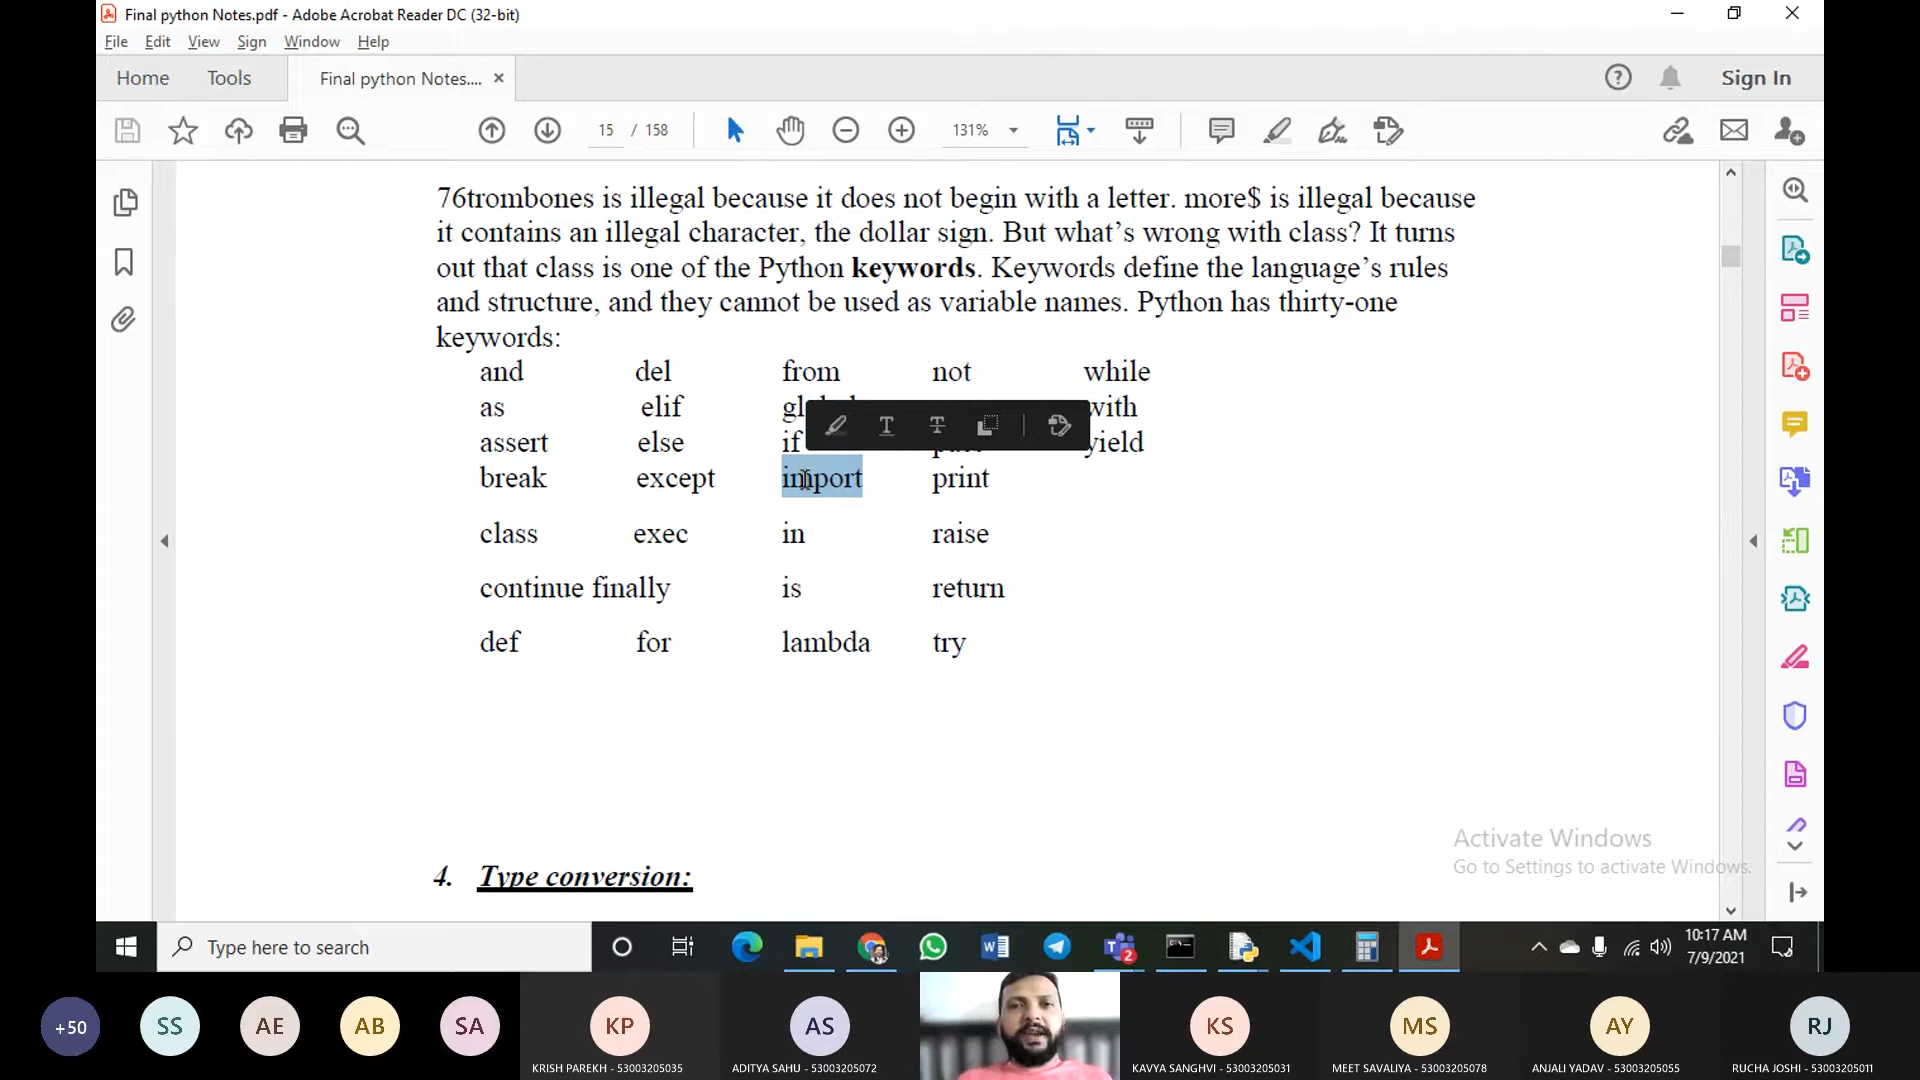 Final python Notes.pdf - Adobe Acrobat Reader DC (32-bit)
File Edit View Sign Window Help
Home Tools Final python Notes.... × Sign In
15 / 158 131%
76trombones is illegal because it does not begin with a letter. more$ is illegal because
it contains an illegal character, the dollar sign. But what's wrong with class? It turns
out that class is one of the Python keywords. Keywords define the language's rules
and structure, and they cannot be used as variable names. Python has thirty-one
keywords:
and del from not while
as elif with
assert else if yield
break except import print
class exec in raise
continue finally is return
def for lambda try
4. Type conversion:
Activate Windows
Go to Settings to activate Windows.
Type here to search
2
10:17 AM
7/9/2021
+50 SS AE AB SA KP AS KS MS AY RJ
KRISH PAREKH - 53003205035 ADITYA SAHU - 53003205072 KAVYA SANGHVI - 53003205031 MEET SAVALIYA - 53003205078 ANJALI YADAV - 53003205055 RUCHA JOSHI - 53003205011